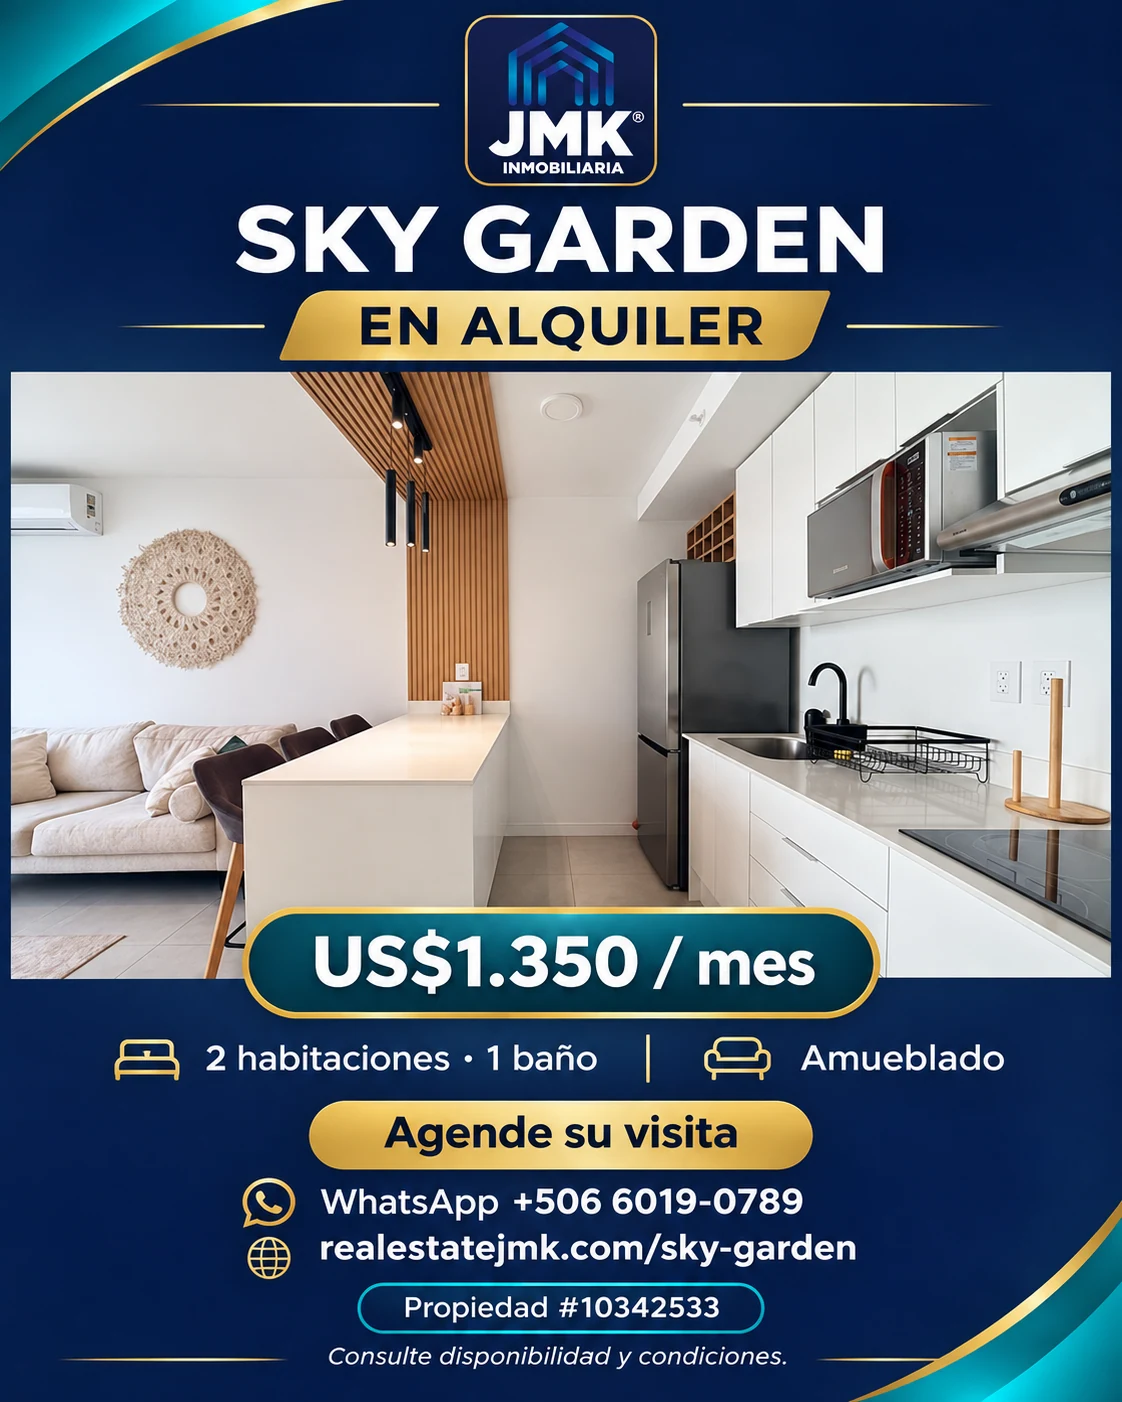 JMK®
INMOBILIARIA
SKY GARDEN
EN ALQUILER
US$1.350 / mes
2 habitaciones · 1 baño
Amueblado
Agende su visita
WhatsApp +506 6019-0789
realestatejmk.com/sky-garden
Propiedad #10342533
Consulte disponibilidad y condiciones.